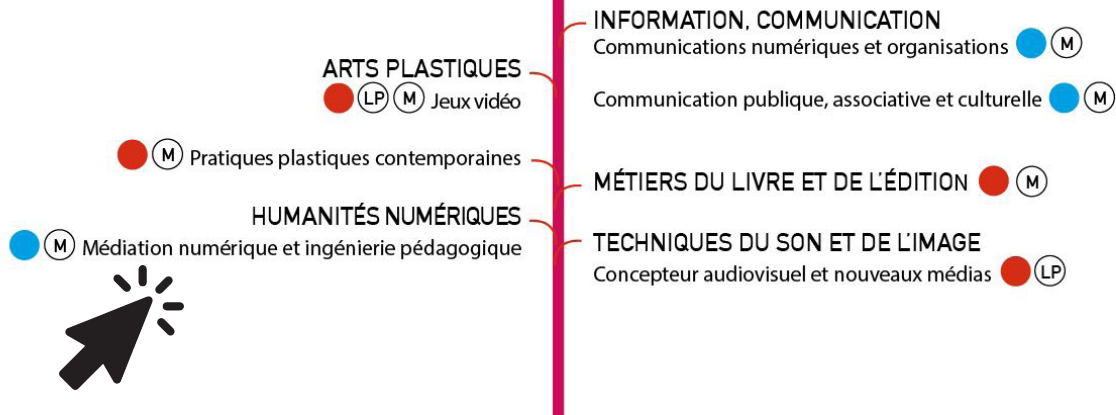 ARTS PLASTIQUES
LP M Jeux vidéo
M Pratiques plastiques contemporaines
HUMANITÉS NUMÉRIQUES
M Médiation numérique et ingénierie pédagogique
INFORMATION, COMMUNICATION
Communications numériques et organisations M
Communication publique, associative et culturelle M
MÉTIERS DU LIVRE ET DE L'ÉDITION M
TECHNIQUES DU SON ET DE L'IMAGE
Concepteur audiovisuel et nouveaux médias LP